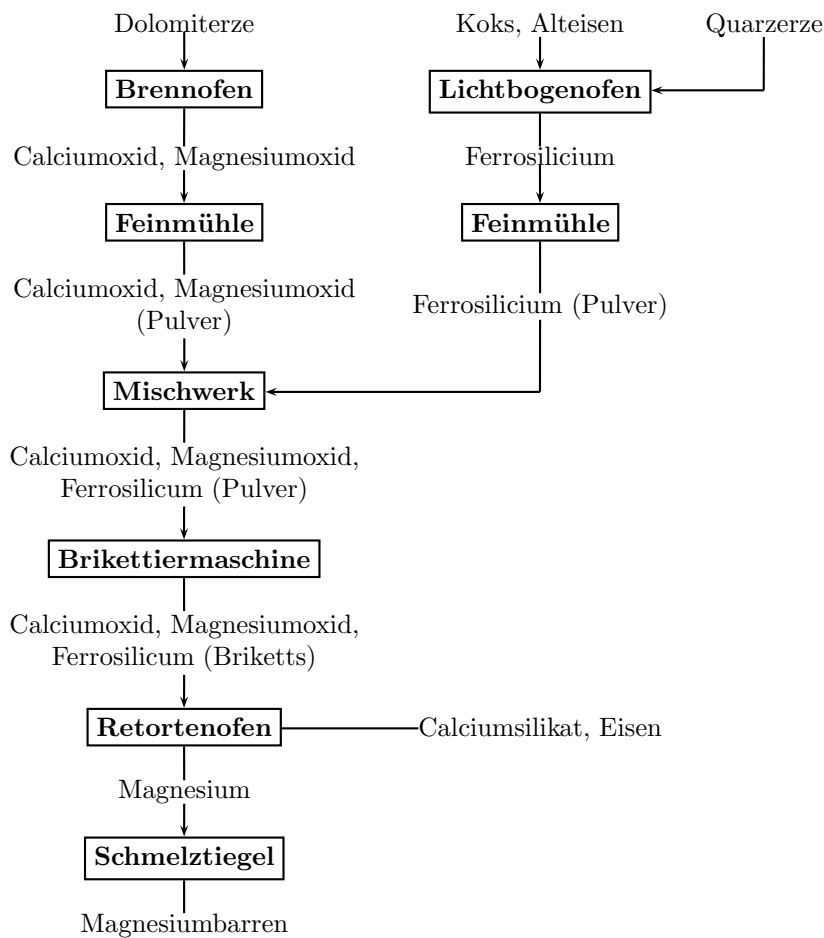 Dolomiterze
Koks, Alteisen
Quarzerze
Brennofen
Lichtbogenofen
Calciumoxid, Magnesiumoxid
Ferrosilicium
Feinmühle
Feinmühle
Calciumoxid, Magnesiumoxid
(Pulver)
Ferrosilicium (Pulver)
Mischwerk
Calciumoxid, Magnesiumoxid,
Ferrosilicum (Pulver)
Brikettiermaschine
Calciumoxid, Magnesiumoxid,
Ferrosilicum (Briketts)
Retortenofen
Calciumsilikat, Eisen
Magnesium
Schmelztiegel
Magnesiumbarren